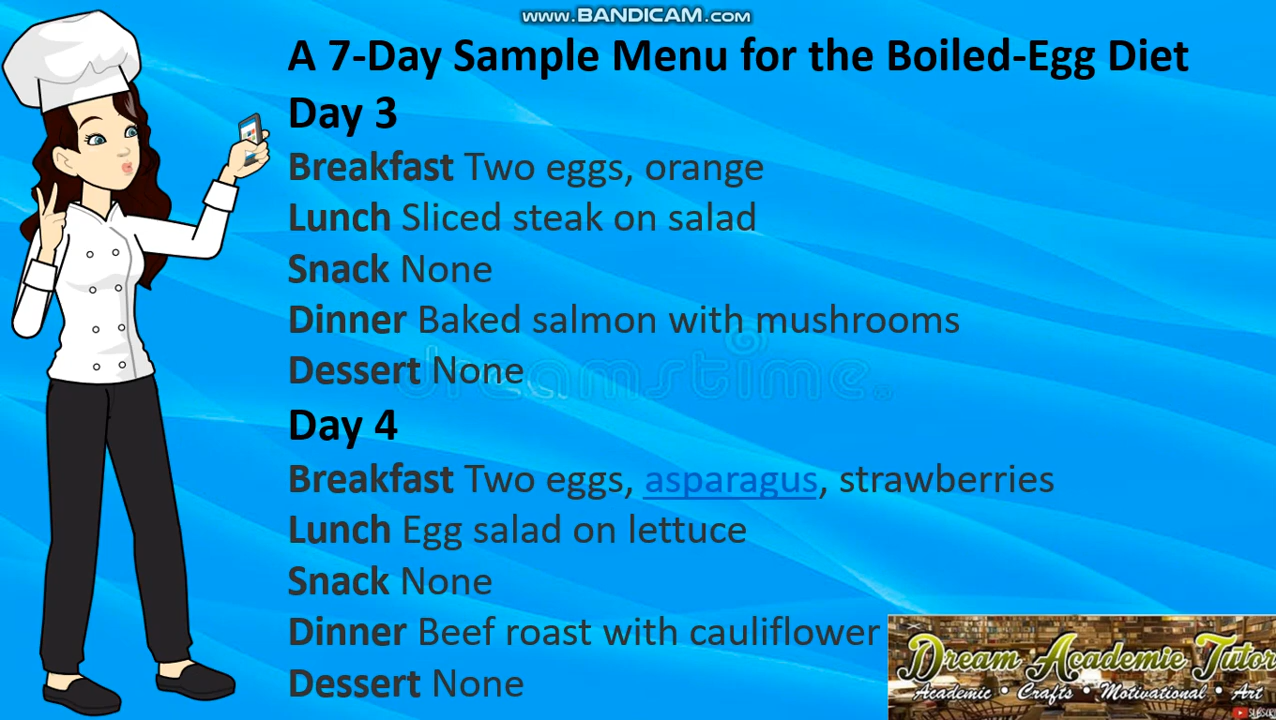 www.BANDICAM.com
A 7-Day Sample Menu for the Boiled-Egg Diet
Day 3
Breakfast Two eggs, orange
Lunch Sliced steak on salad
Snack None
Dinner Baked salmon with mushrooms
Dessert None
dreamstime
Day 4
Breakfast Two eggs, asparagus, strawberries
Lunch Egg salad on lettuce
Snack None
Dinner Beef roast with cauliflower
Dessert None
Dream Academic Tutor
Academic • Crafts • Motivational • Art